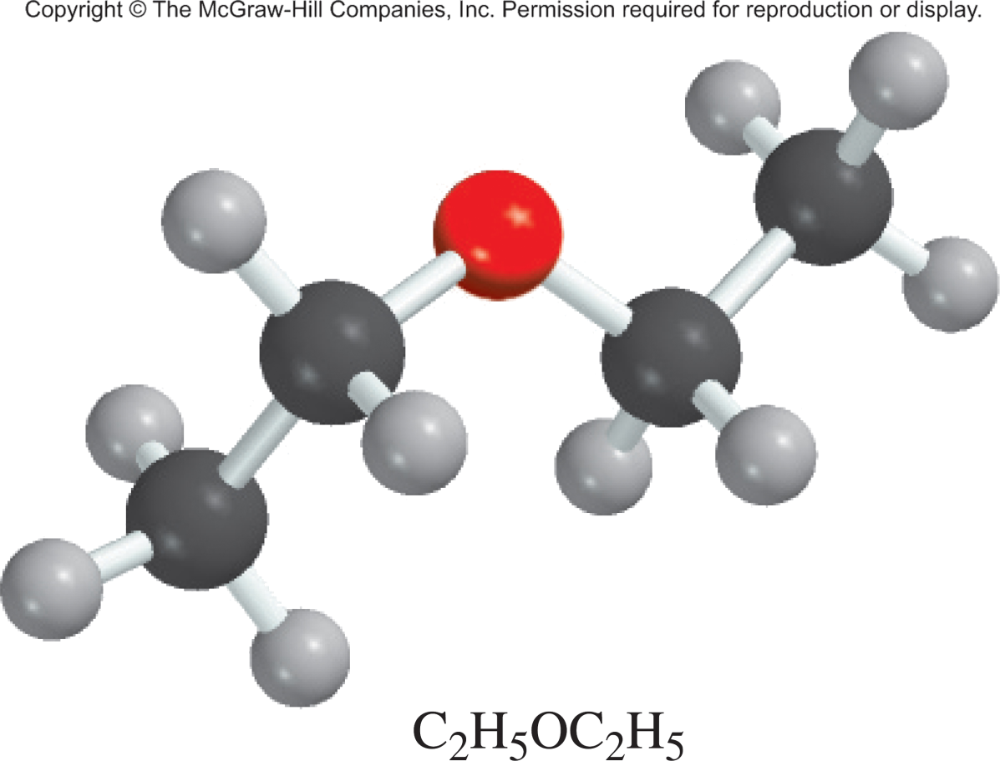 Copyright © The McGraw-Hill Companies, Inc. Permission required for reproduction or display.
C₂H₅OC₂H₅